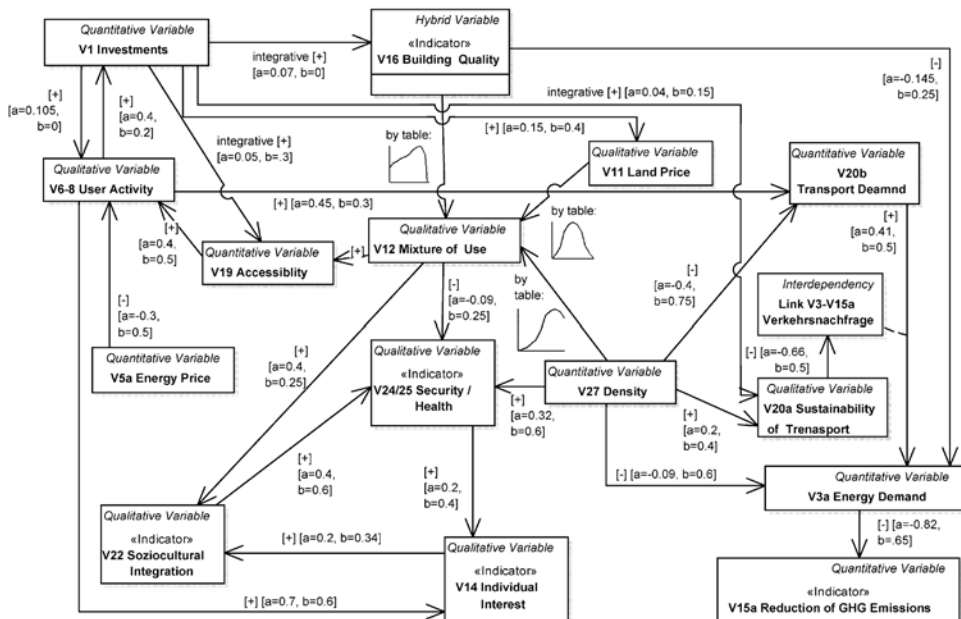 Quantitative Variable
V1 Investments
Hybrid Variable
«Indicator»
V16 Building Quality
integrative [+]
[a=0.07, b=0]
[-]
[a=-0.145,
b=0.25]
[+]
[a=0.105,
b=0]
[+]
[a=0.4,
b=0.2]
integrative [+]
[a=0.05, b=.3]
integrative [+] [a=0.04, b=0.15]
[+] [a=0.15, b=0.4]
by table:
Qualitative Variable
V11 Land Price
Quantitative Variable
V20b
Transport Deamnd
Qualitative Variable
V6-8 User Activity
[+] [a=0.45, b=0.3]
[+]
[a=0.4,
b=0.5]
Quantitative Variable
V19 Accessiblity
[+]
Qualitative Variable
V12 Mixture of Use
by table:
by
table:
[+]
[a=0.41,
b=0.5]
[-]
[a=-0.4,
b=0.75]
Interdependency
Link V3-V15a
Verkehrsnachfrage
[-]
[a=-0.3,
b=0.5]
Quantitative Variable
V5a Energy Price
[-]
[a=-0.09,
b=0.25]
[+]
[a=0.4,
b=0.25]
[-] [a=-0.66,
b=0.5]
Qualitative Variable
«Indicator»
V24/25 Security /
Health
Quantitative Variable
V27 Density
Qualitative Variable
V20a Sustainability
of Trenasport
[+]
[a=0.32,
b=0.6]
[+]
[a=0.2,
b=0.4]
[+]
[a=0.4,
b=0.6]
[+]
[a=0.2,
b=0.4]
[-] [a=-0.09, b=0.6]
Quantitative Variable
V3a Energy Demand
Qualitative Variable
«Indicator»
V22 Soziocultural
Integration
[+] [a=0.2, b=0.34]
Qualitative Variable
«Indicator»
V14 Individual
Interest
[-] [a=-0.82,
b=.65]
Quantitative Variable
«Indicator»
V15a Reduction of GHG Emissions
[+] [a=0.7, b=0.6]